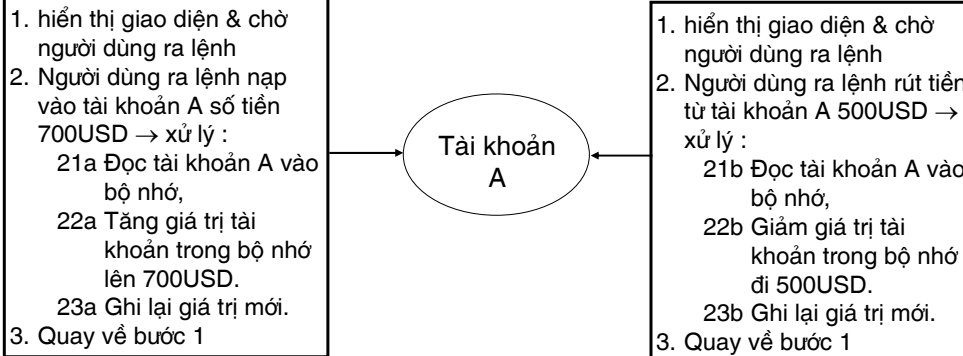 1. hiển thị giao diện & chờ
người dùng ra lệnh
2. Người dùng ra lệnh nạp
vào tài khoản A số tiền
700USD → xử lý :
21a Đọc tài khoản A vào
bộ nhớ,
22a Tăng giá trị tài
khoản trong bộ nhớ
lên 700USD.
23a Ghi lại giá trị mới.
3. Quay về bước 1
Tài khoản
A
1. hiển thị giao diện & chờ
người dùng ra lệnh
2. Người dùng ra lệnh rút tiền
từ tài khoản A 500USD →
xử lý :
21b Đọc tài khoản A vào
bộ nhớ,
22b Giảm giá trị tài
khoản trong bộ nhớ
đi 500USD.
23b Ghi lại giá trị mới.
3. Quay về bước 1